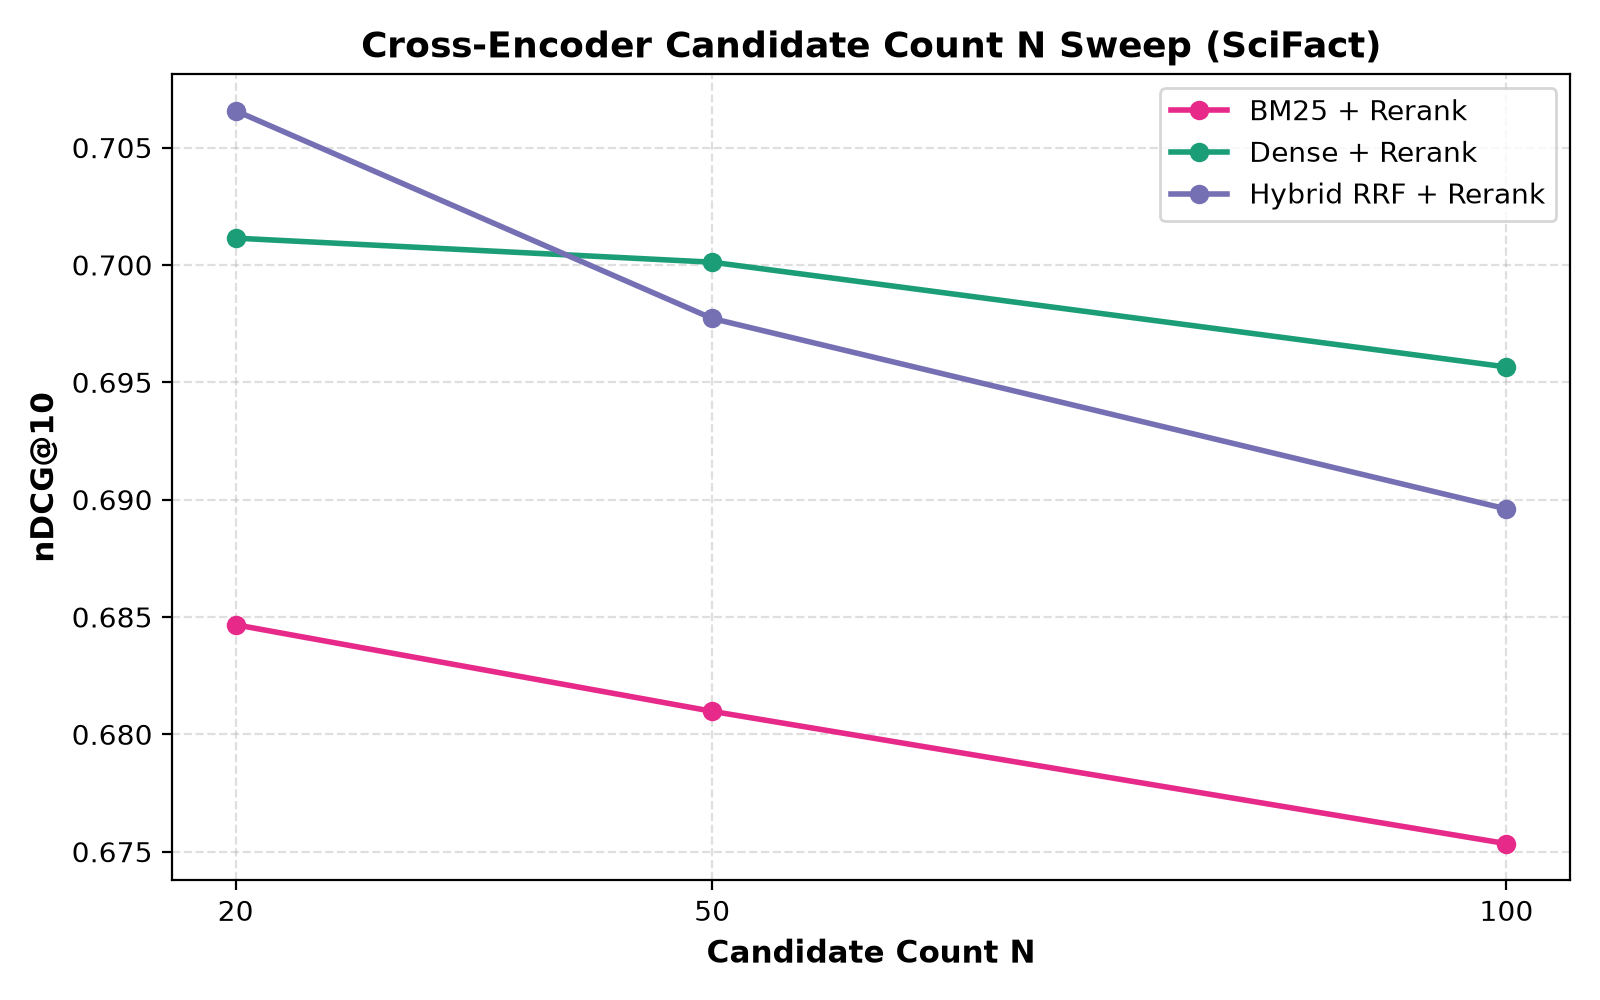 Cross-Encoder Candidate Count N Sweep (SciFact)
BM25 + Rerank
Dense + Rerank
Hybrid RRF + Rerank
nDCG@10
0.705
0.700
0.695
0.690
0.685
0.680
0.675
20
50
100
Candidate Count N